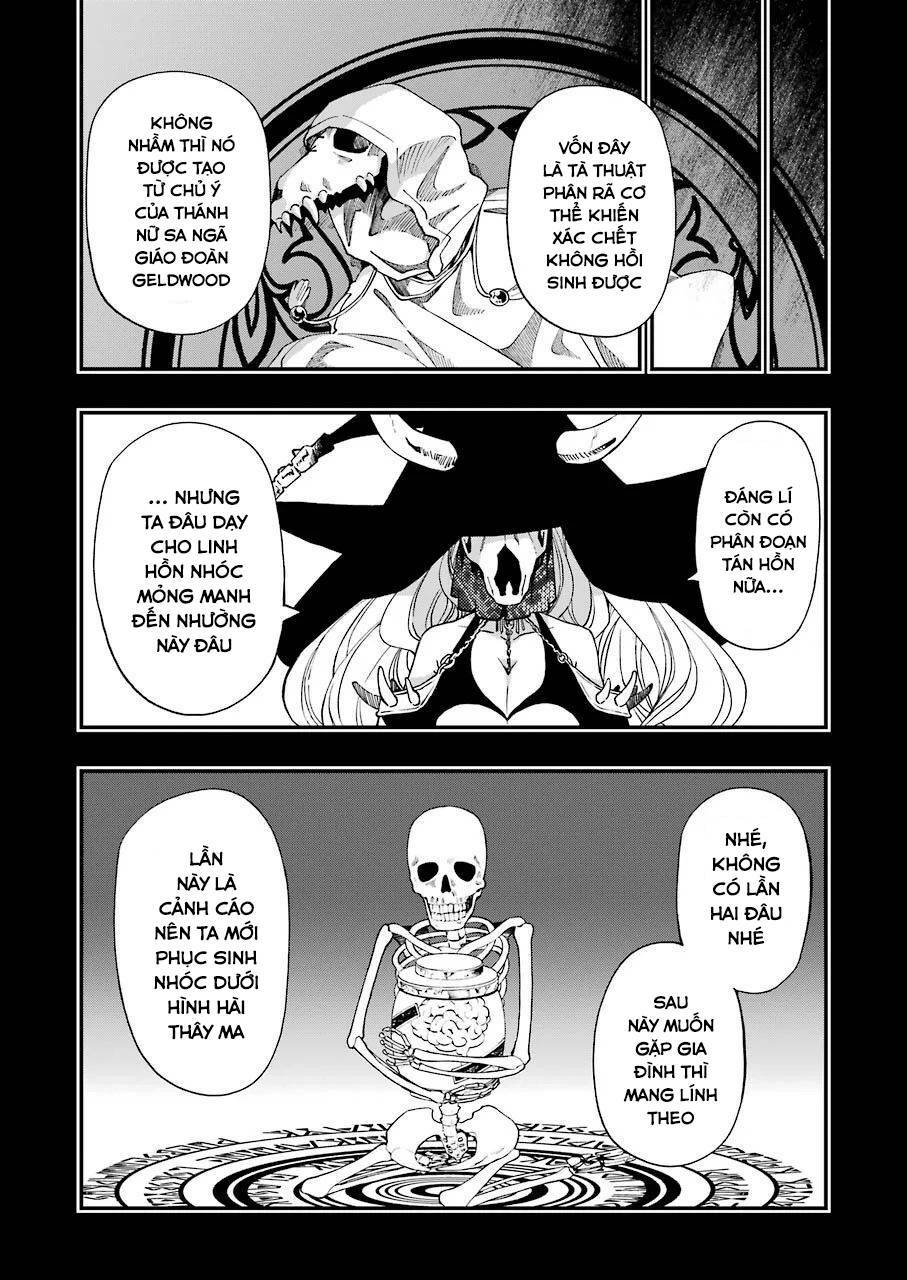 VỐN ĐÂY
LÀ TÀ THUẬT
PHÂN RÃ CƠ
THỂ KHIẾN
XÁC CHẾT
KHÔNG HỒI
SINH ĐƯỢC
KHÔNG
NHẦM THÌ NÓ
ĐƯỢC TẠO
TỪ CHỦ Ý
CỦA THÁNH
NỮ SA NGÃ
GIÁO ĐOÀN
GELDWOOD
ĐÁNG LÍ
CÒN CÓ
PHÂN ĐOẠN
TÁN HỒN
NỮA...
... NHƯNG
TA ĐÂU DẠY
CHO LINH
HỒN NHÓC
MỎNG MANH
ĐẾN NHƯỜNG
NÀY ĐÂU
NHÉ,
KHÔNG
CÓ LẦN
HAI ĐÂU
NHÉ
SAU
NÀY MUỐN
GẶP GIA
ĐÌNH THÌ
MANG LÍNH
THEO
LẦN
NÀY LÀ
CẢNH CÁO
NÊN TA MỚI
PHỤC SINH
NHÓC DƯỚI
HÌNH HÀI
THÂY MA